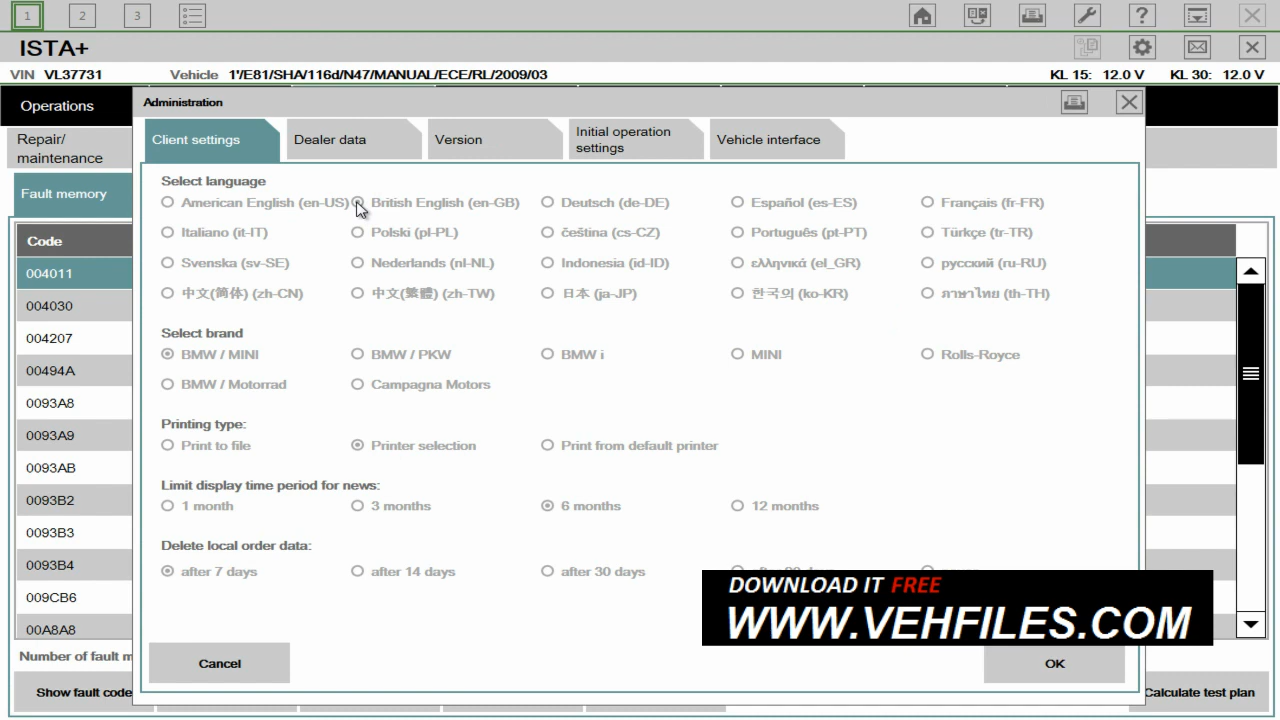 1 2 3 ?
ISTA+
VIN VL37731 Vehicle 1'/E81/SHA/116d/N47/MANUAL/ECE/RL/2009/03 KL 15: 12.0 V KL 30: 12.0 V
Operations
Administration
Repair/
maintenance
Client settings Dealer data Version Initial operation
settings Vehicle interface
Fault memory
Select language
American English (en-US) British English (en-GB) Deutsch (de-DE) Español (es-ES) Français (fr-FR)
Italiano (it-IT) Polski (pl-PL) čeština (cs-CZ) Português (pt-PT) Türkçe (tr-TR)
Svenska (sv-SE) Nederlands (nl-NL) Indonesia (id-ID) ελληνικά (el_GR) русский (ru-RU)
中文(简体) (zh-CN) 中文(繁體) (zh-TW) 日本 (ja-JP) 한국의 (ko-KR) ภาษาไทย (th-TH)
Select brand
BMW / MINI BMW / PKW BMW i MINI Rolls-Royce
BMW / Motorrad Campagna Motors
Printing type:
Print to file Printer selection Print from default printer
Limit display time period for news:
1 month 3 months 6 months 12 months
Delete local order data:
after 7 days after 14 days after 30 days
Cancel OK
Code
004011
004030
004207
00494A
0093A8
0093A9
0093AB
0093B2
0093B3
0093B4
009CB6
00A8A8
Number of fault m
Show fault code Calculate test plan
DOWNLOAD IT FREE
WWW.VEHFILES.COM